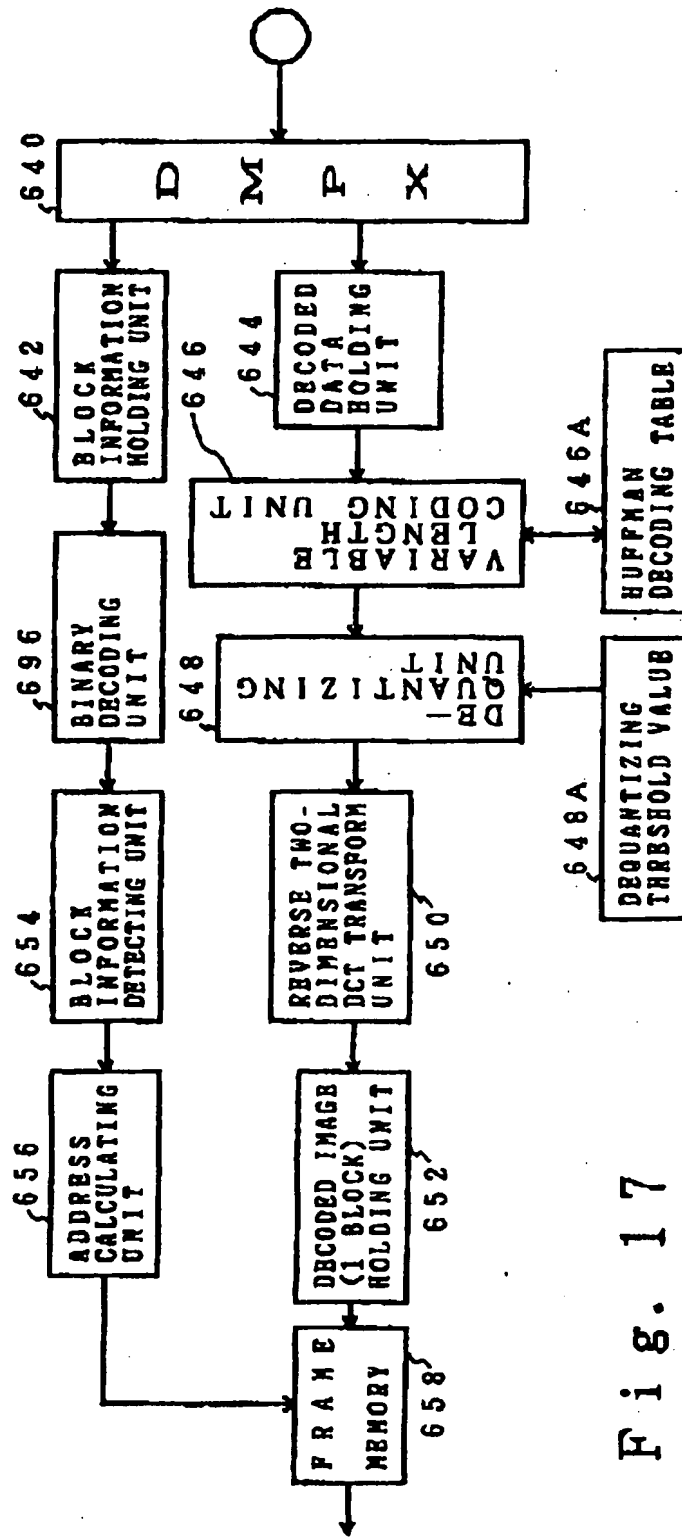 640
D M P X
642
BLOCK
INFORMATION
HOLDING UNIT
696
BINARY
DECODING
UNIT
654
BLOCK
INFORMATION
DETECTING UNIT
656
ADDRESS
CALCULATING
UNIT
644
DECODED
DATA
HOLDING
UNIT
646
VARIABLE
LENGTH
CODING UNIT
648
DE-
QUANTIZING
UNIT
REVERSE TWO-
DIMENSIONAL
DCT TRANSFORM
UNIT
650
DECODED IMAGE
(1 BLOCK)
HOLDING UNIT
652
FRAME
MEMORY
658
646A
HUFFMAN
DECODING TABLE
648A
DEQUANTIZING
THRESHOLD VALUE
Fig. 17